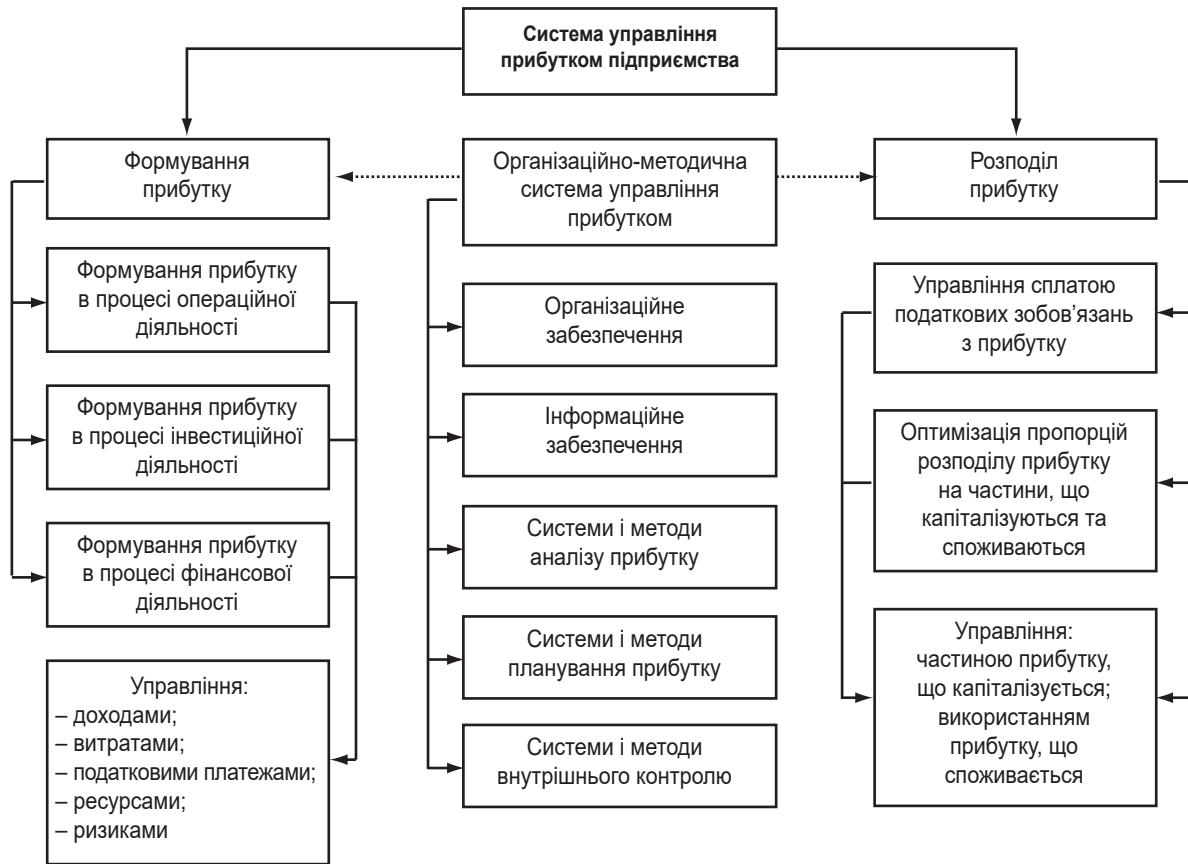 Система управління
прибутком підприємства
Формування
прибутку
Організаційно-методична
система управління
прибутком
Розподіл
прибутку
Формування прибутку
в процесі операційної
діяльності
Формування прибутку
в процесі інвестиційної
діяльності
Формування прибутку
в процесі фінансової
діяльності
Управління:
– доходами;
– витратами;
– податковими платежами;
– ресурсами;
– ризиками
Організаційне
забезпечення
Інформаційне
забезпечення
Системи і методи
аналізу прибутку
Системи і методи
планування прибутку
Системи і методи
внутрішнього контролю
Управління сплатою
податкових зобов’язань
з прибутку
Оптимізація пропорцій
розподілу прибутку
на частини, що
капіталізуються та
споживаються
Управління:
частиною прибутку,
що капіталізується;
використанням
прибутку, що
споживається